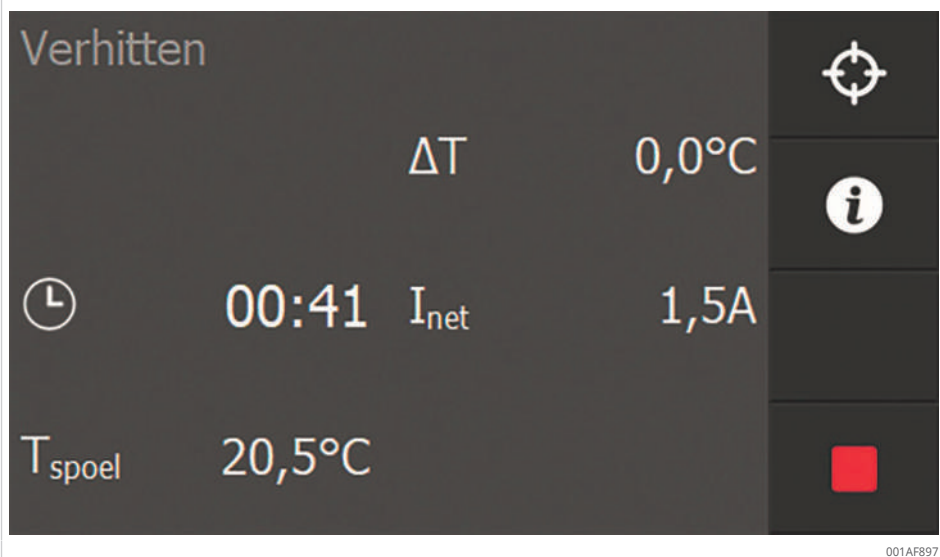 Verhitten
ΔT 0,0°C
00:41 Inet 1,5A
Tspoel 20,5°C
001AF897